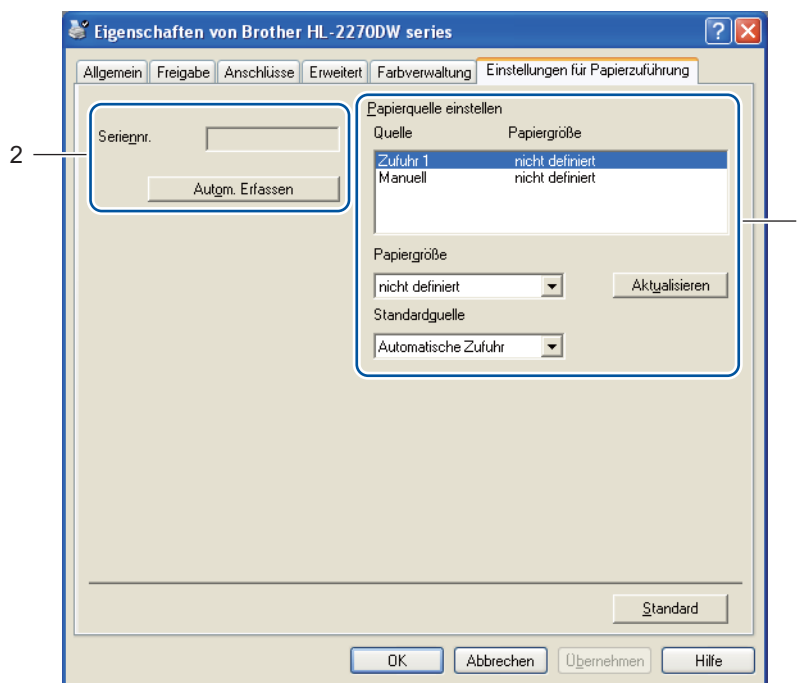 Eigenschaften von Brother HL-2270DW series
Allgemein Freigabe Anschlüsse Erweitert Farbverwaltung Einstellungen für Papierzuführung
2
Seriennr.
Autom. Erfassen
Papierquelle einstellen
Quelle Papiergröße
Zufuhr 1 nicht definiert
Manuell nicht definiert
Papiergröße
nicht definiert Aktualisieren
Standardquelle
Automatische Zufuhr
Standard
OK Abbrechen Übernehmen Hilfe